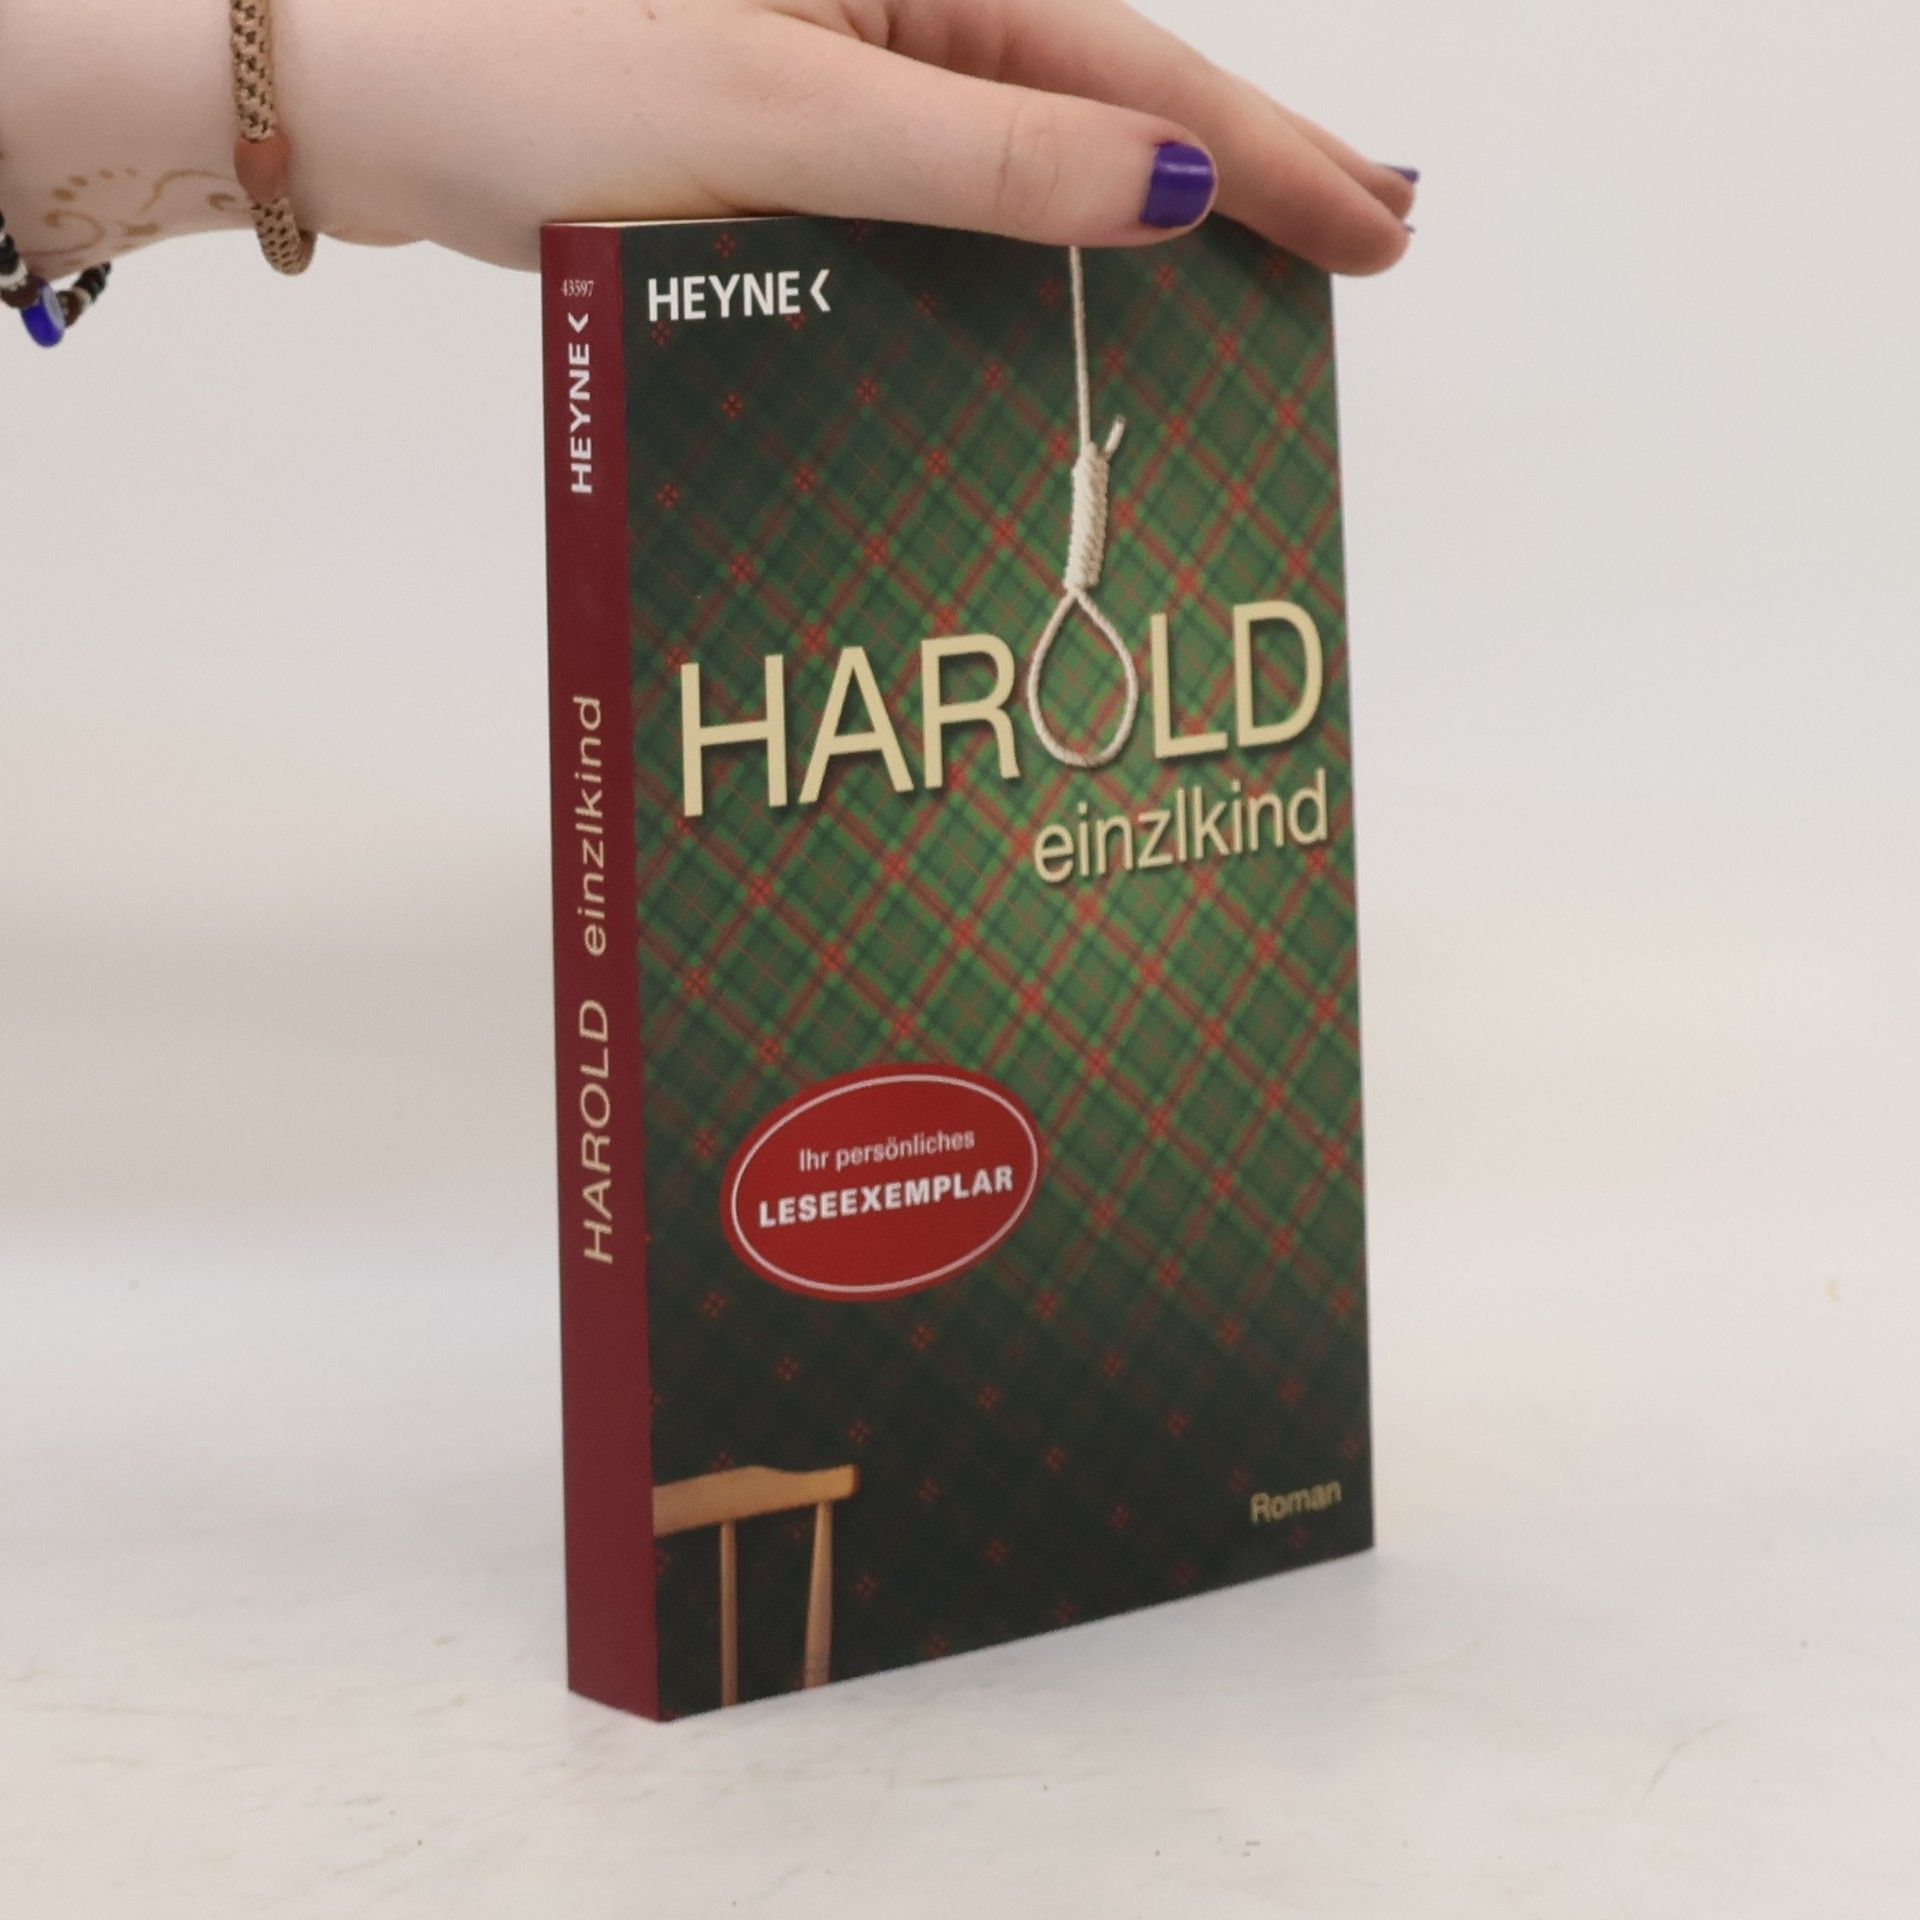 43597
HEYNE <
HAROLD einzlkind
HEYNE <
HAROLD
einzlkind
Ihr persönliches
LESEEXEMPLAR
Roman